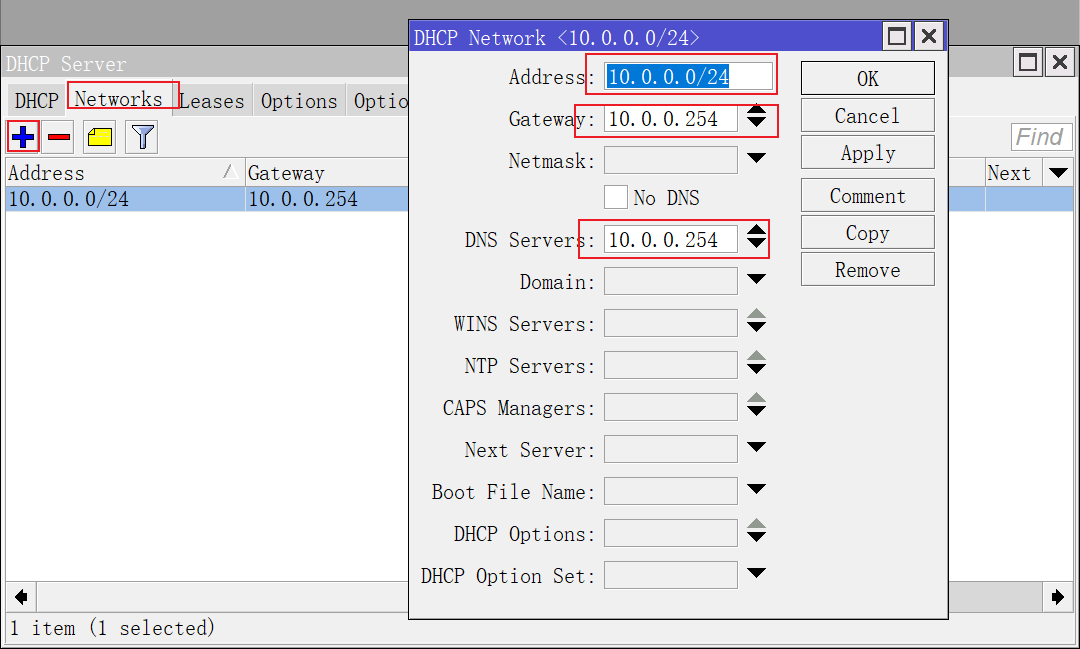 DHCP Server
DHCP Networks Leases Options Optio
Find
Address Gateway Next
10.0.0.0/24 10.0.0.254
1 item (1 selected)
DHCP Network <10.0.0.0/24>
Address: 10.0.0.0/24
Gateway: 10.0.0.254
Netmask:
No DNS
DNS Servers: 10.0.0.254
Domain:
WINS Servers:
NTP Servers:
CAPS Managers:
Next Server:
Boot File Name:
DHCP Options:
DHCP Option Set:
OK
Cancel
Apply
Comment
Copy
Remove